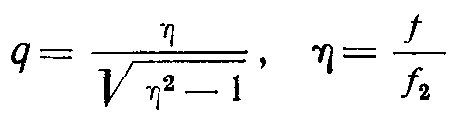 q = η / √(η² — 1), η = f / f₂